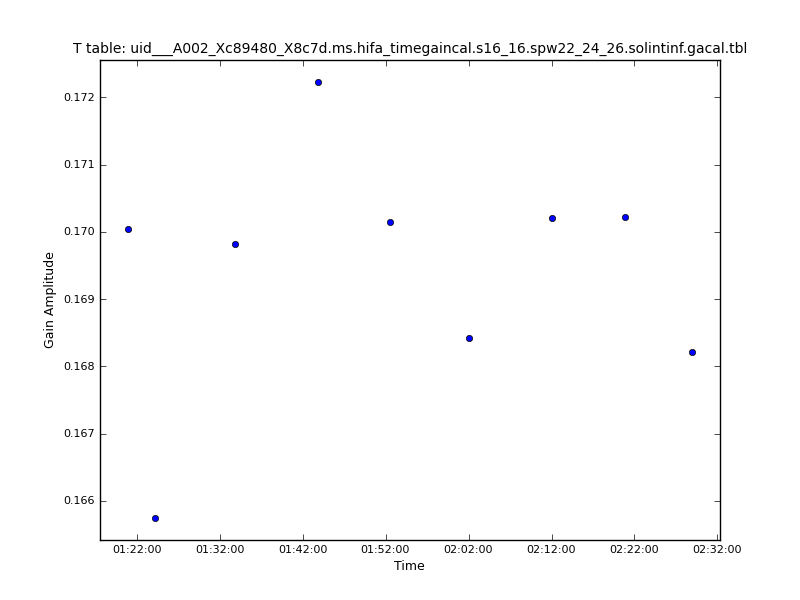 T table: uid___A002_Xc89480_X8c7d.ms.hifa_timegaincal.s16_16.spw22_24_26.solintinf.gacal.tbl
Gain Amplitude
0.172
0.171
0.170
0.169
0.168
0.167
0.166
01:22:00 01:32:00 01:42:00 01:52:00 02:02:00 02:12:00 02:22:00 02:32:00
Time